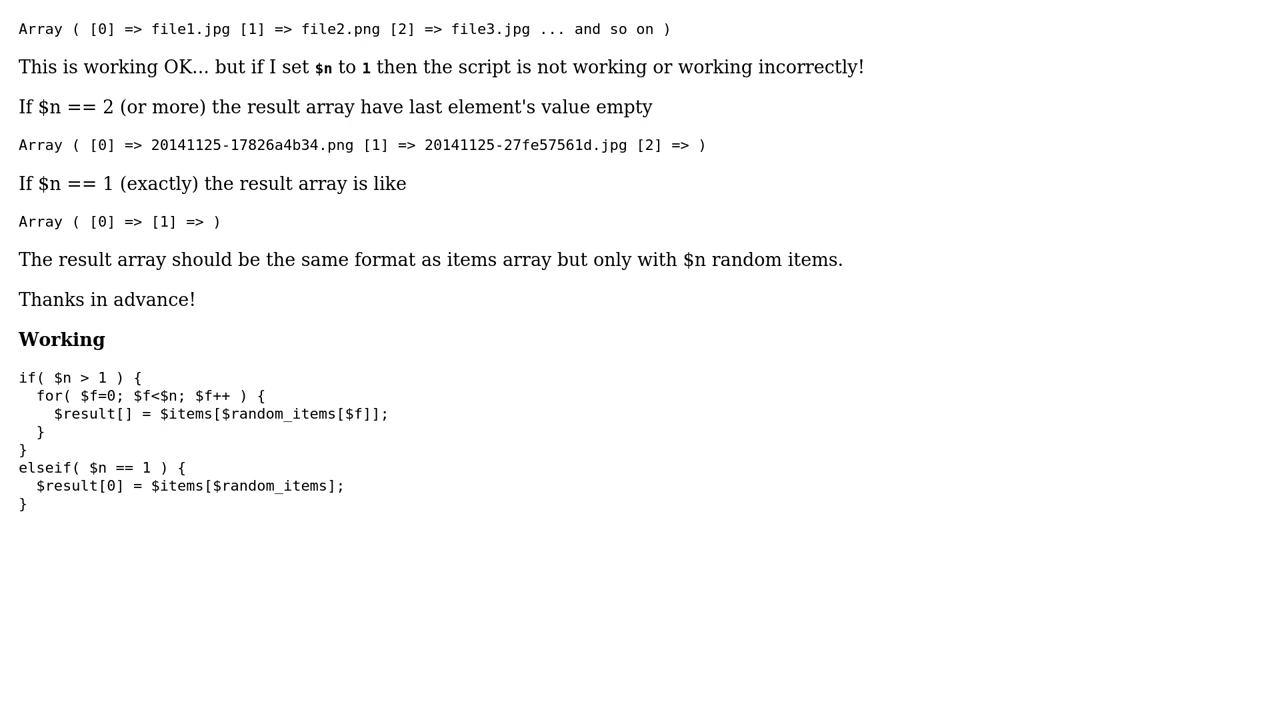 Array ( [0] => file1.jpg [1] => file2.png [2] => file3.jpg ... and so on )
This is working OK... but if I set $n to 1 then the script is not working or working incorrectly!
If $n == 2 (or more) the result array have last element's value empty
Array ( [0] => 20141125-17826a4b34.png [1] => 20141125-27fe57561d.jpg [2] => )
If $n == 1 (exactly) the result array is like
Array ( [0] => [1] => )
The result array should be the same format as items array but only with $n random items.
Thanks in advance!
Working
if( $n > 1 ) {
  for( $f=0; $f<$n; $f++ ) {
    $result[] = $items[$random_items[$f]];
  }
}
elseif( $n == 1 ) {
  $result[0] = $items[$random_items];
}